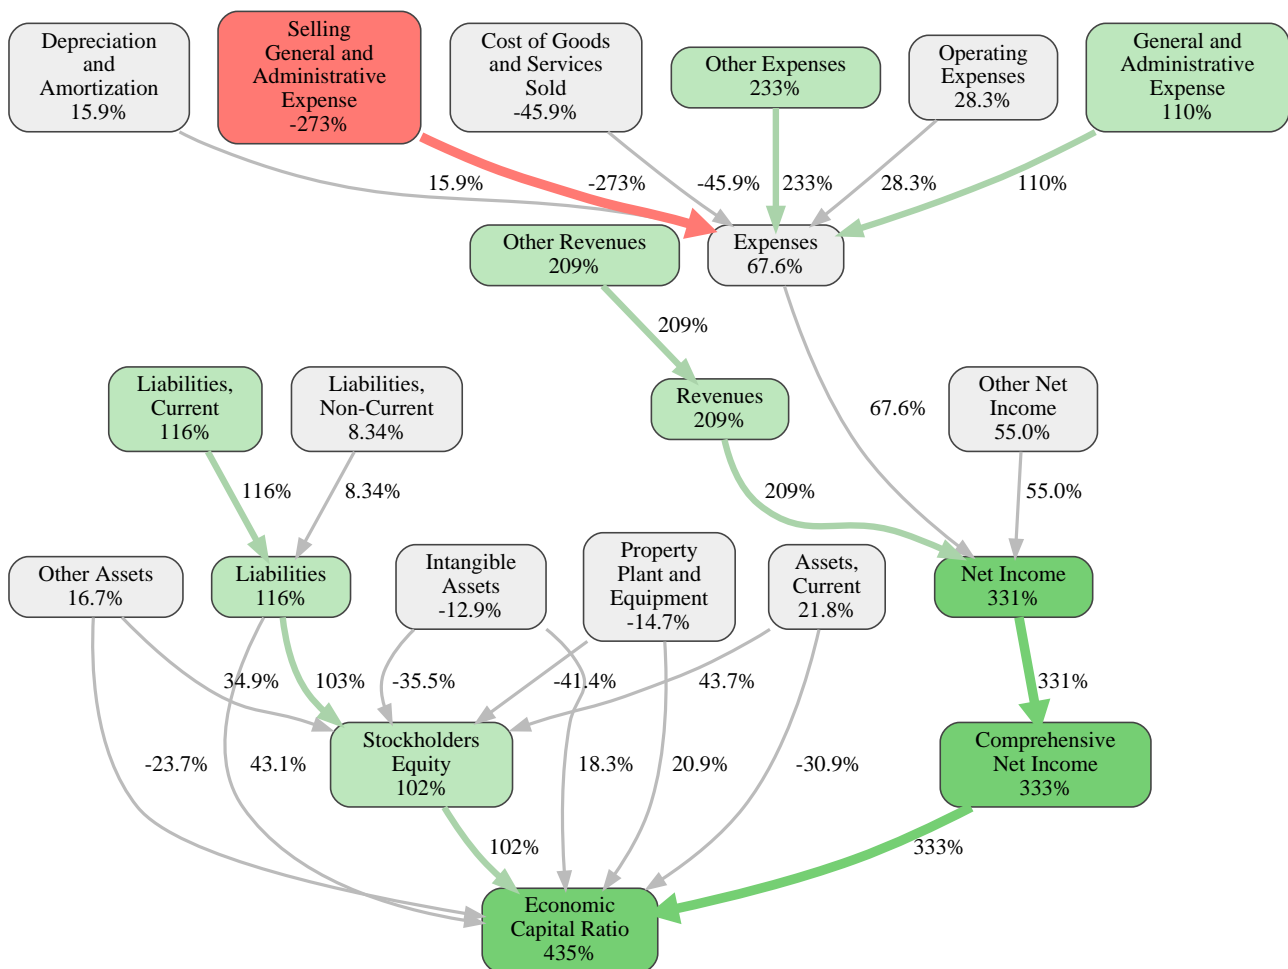 Depreciation
and
Amortization
15.9%
Selling
General and
Administrative
Expense
-273%
Cost of Goods
and Services
Sold
-45.9%
Other Expenses
233%
Operating
Expenses
28.3%
General and
Administrative
Expense
110%
15.9%
-273%
-45.9%
233%
28.3%
110%
Other Revenues
209%
Expenses
67.6%
209%
Liabilities,
Current
116%
Liabilities,
Non-Current
8.34%
Revenues
209%
67.6%
Other Net
Income
55.0%
116%
8.34%
209%
55.0%
Other Assets
16.7%
Liabilities
116%
Intangible
Assets
-12.9%
Property
Plant and
Equipment
-14.7%
Assets,
Current
21.8%
Net Income
331%
34.9%
103%
-35.5%
-41.4%
43.7%
331%
Stockholders
Equity
102%
Comprehensive
Net Income
333%
-23.7%
43.1%
18.3%
20.9%
-30.9%
102%
333%
Economic
Capital Ratio
435%